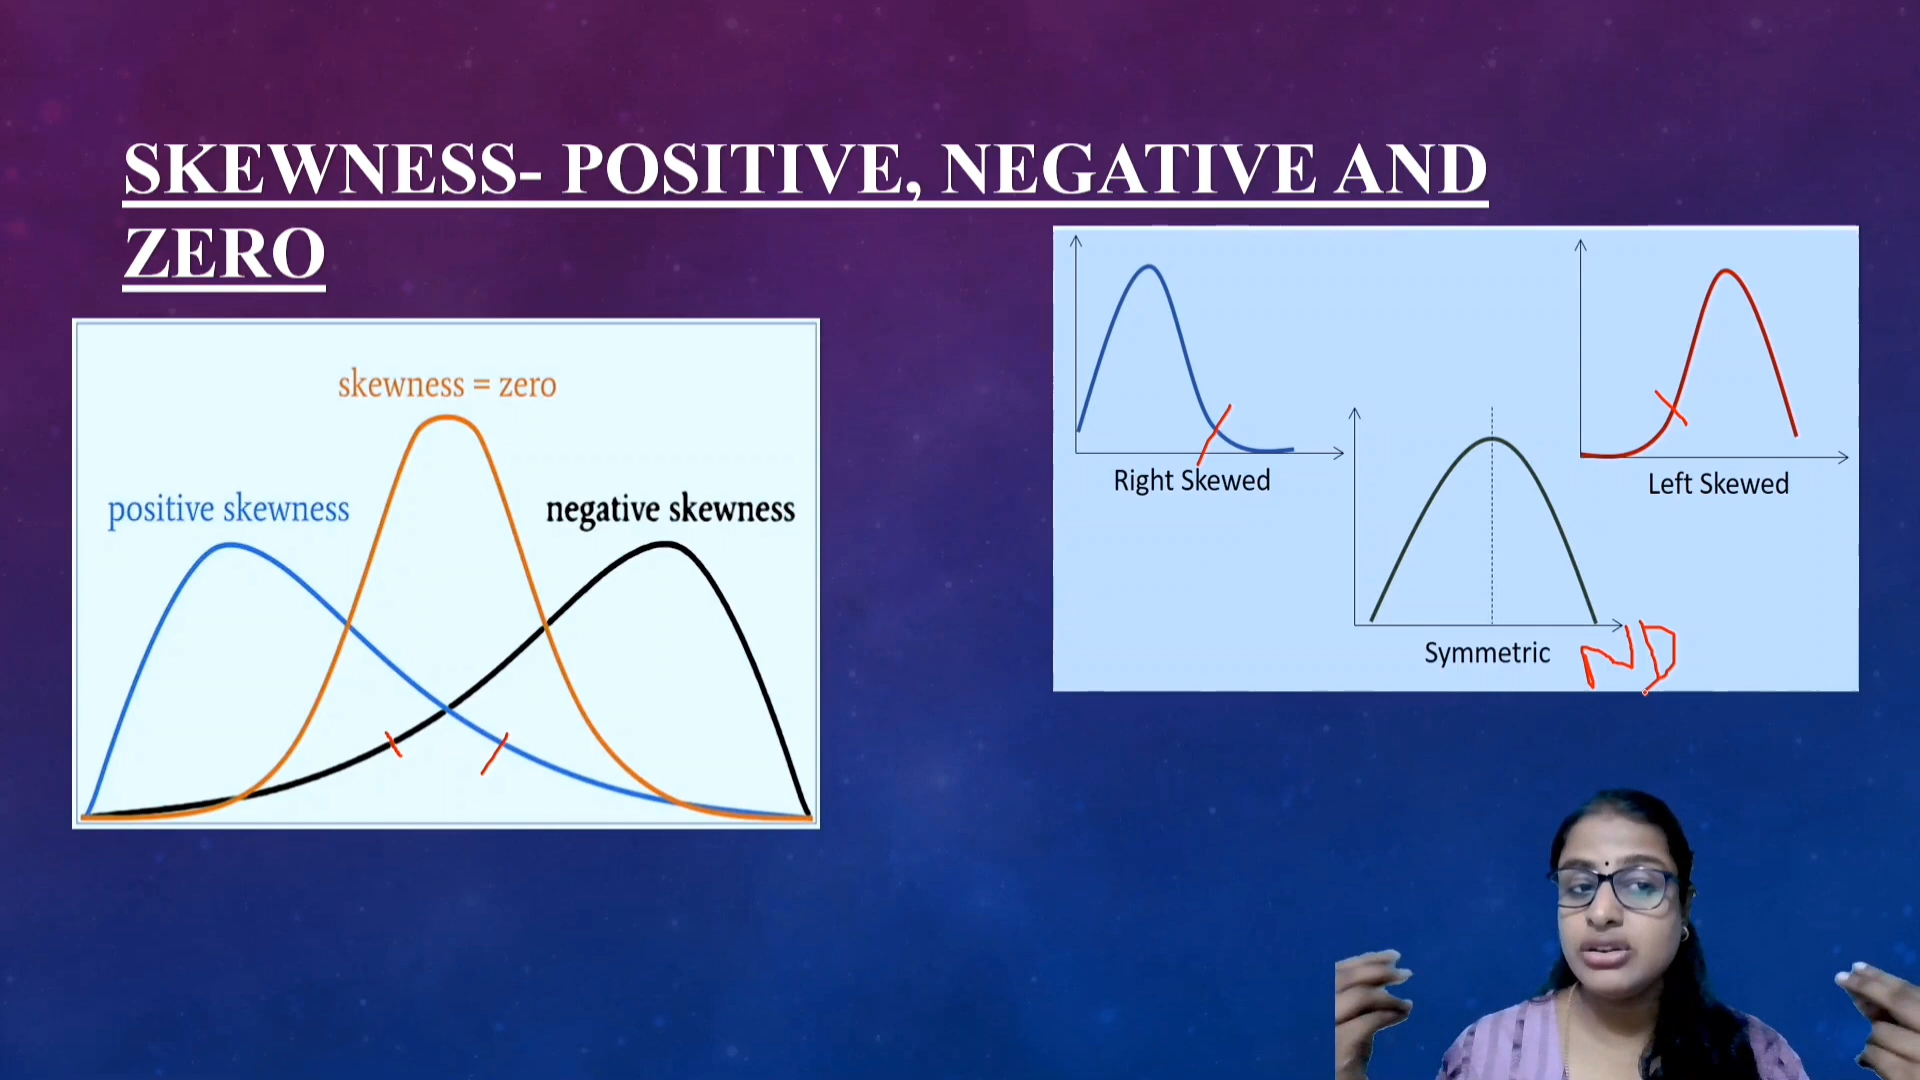 SKEWNESS- POSITIVE, NEGATIVE AND
ZERO
skewness = zero
positive skewness
negative skewness
Right Skewed
Left Skewed
Symmetric
ND